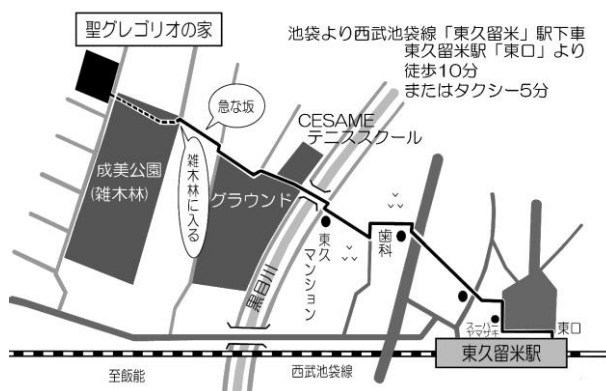 聖グレゴリオの家
池袋より西武池袋線「東久留米」駅下車
東久留米駅「東口」より
徒歩10分
またはタクシー5分
急な坂
CESAME
テニススクール
成美公園
(雑木林)
雑木林に入る
グラウンド
歯科
東久
マンション
黒目川
スーパー
ヤマザキ
東口
東久留米駅
至飯能
西武池袋線